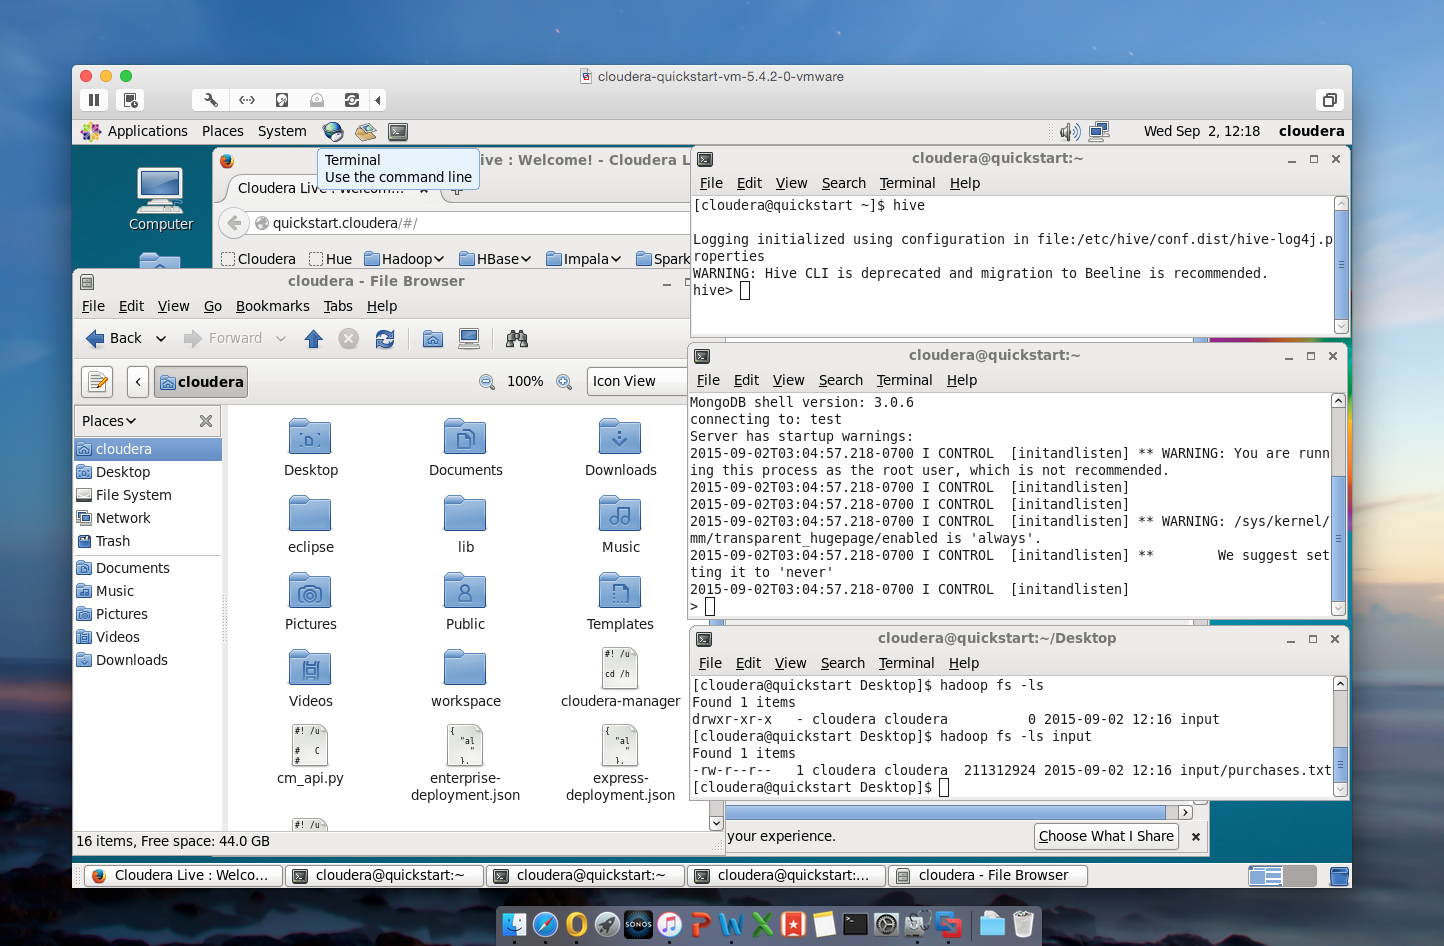 cloudera-quickstart-vm-5.4.2-0-vmware
Applications Places System
Wed Sep 2, 12:18 cloudera
Terminal
Use the command line
Computer
ive : Welcome! - Cloudera L
Cloudera Live : Welcom...
quickstart.cloudera/#/
Cloudera Hue Hadoop HBase Impala Spark
cloudera - File Browser
File Edit View Go Bookmarks Tabs Help
Back Forward
cloudera
100% Icon View
Places
cloudera
Desktop
File System
Network
Trash
Documents
Music
Pictures
Videos
Downloads
Desktop Documents Downloads
eclipse lib Music
Pictures Public Templates
#! /u
cd /h
Videos workspace cloudera-manager
#! /u
# C
#
{
"al
"
},
{
"al
"
},
cm_api.py enterprise-deployment.json express-deployment.json
#! /u
16 items, Free space: 44.0 GB
cloudera@quickstart:~
File Edit View Search Terminal Help
[cloudera@quickstart ~]$ hive
Logging initialized using configuration in file:/etc/hive/conf.dist/hive-log4j.p
roperties
WARNING: Hive CLI is deprecated and migration to Beeline is recommended.
hive>
cloudera@quickstart:~
File Edit View Search Terminal Help
MongoDB shell version: 3.0.6
connecting to: test
Server has startup warnings:
2015-09-02T03:04:57.218-0700 I CONTROL  [initandlisten] ** WARNING: You are runn
ing this process as the root user, which is not recommended.
2015-09-02T03:04:57.218-0700 I CONTROL  [initandlisten]
2015-09-02T03:04:57.218-0700 I CONTROL  [initandlisten]
2015-09-02T03:04:57.218-0700 I CONTROL  [initandlisten] ** WARNING: /sys/kernel/
mm/transparent_hugepage/enabled is 'always'.
2015-09-02T03:04:57.218-0700 I CONTROL  [initandlisten] **        We suggest set
ting it to 'never'
2015-09-02T03:04:57.218-0700 I CONTROL  [initandlisten]
>
cloudera@quickstart:~/Desktop
File Edit View Search Terminal Help
[cloudera@quickstart Desktop]$ hadoop fs -ls
Found 1 items
drwxr-xr-x   - cloudera cloudera          0 2015-09-02 12:16 input
[cloudera@quickstart Desktop]$ hadoop fs -ls input
Found 1 items
-rw-r--r--   1 cloudera cloudera  211312924 2015-09-02 12:16 input/purchases.txt
[cloudera@quickstart Desktop]$
your experience.
Choose What I Share
Cloudera Live : Welco...
cloudera@quickstart:~
cloudera@quickstart:~
cloudera@quickstart:...
cloudera - File Browser
SONOS